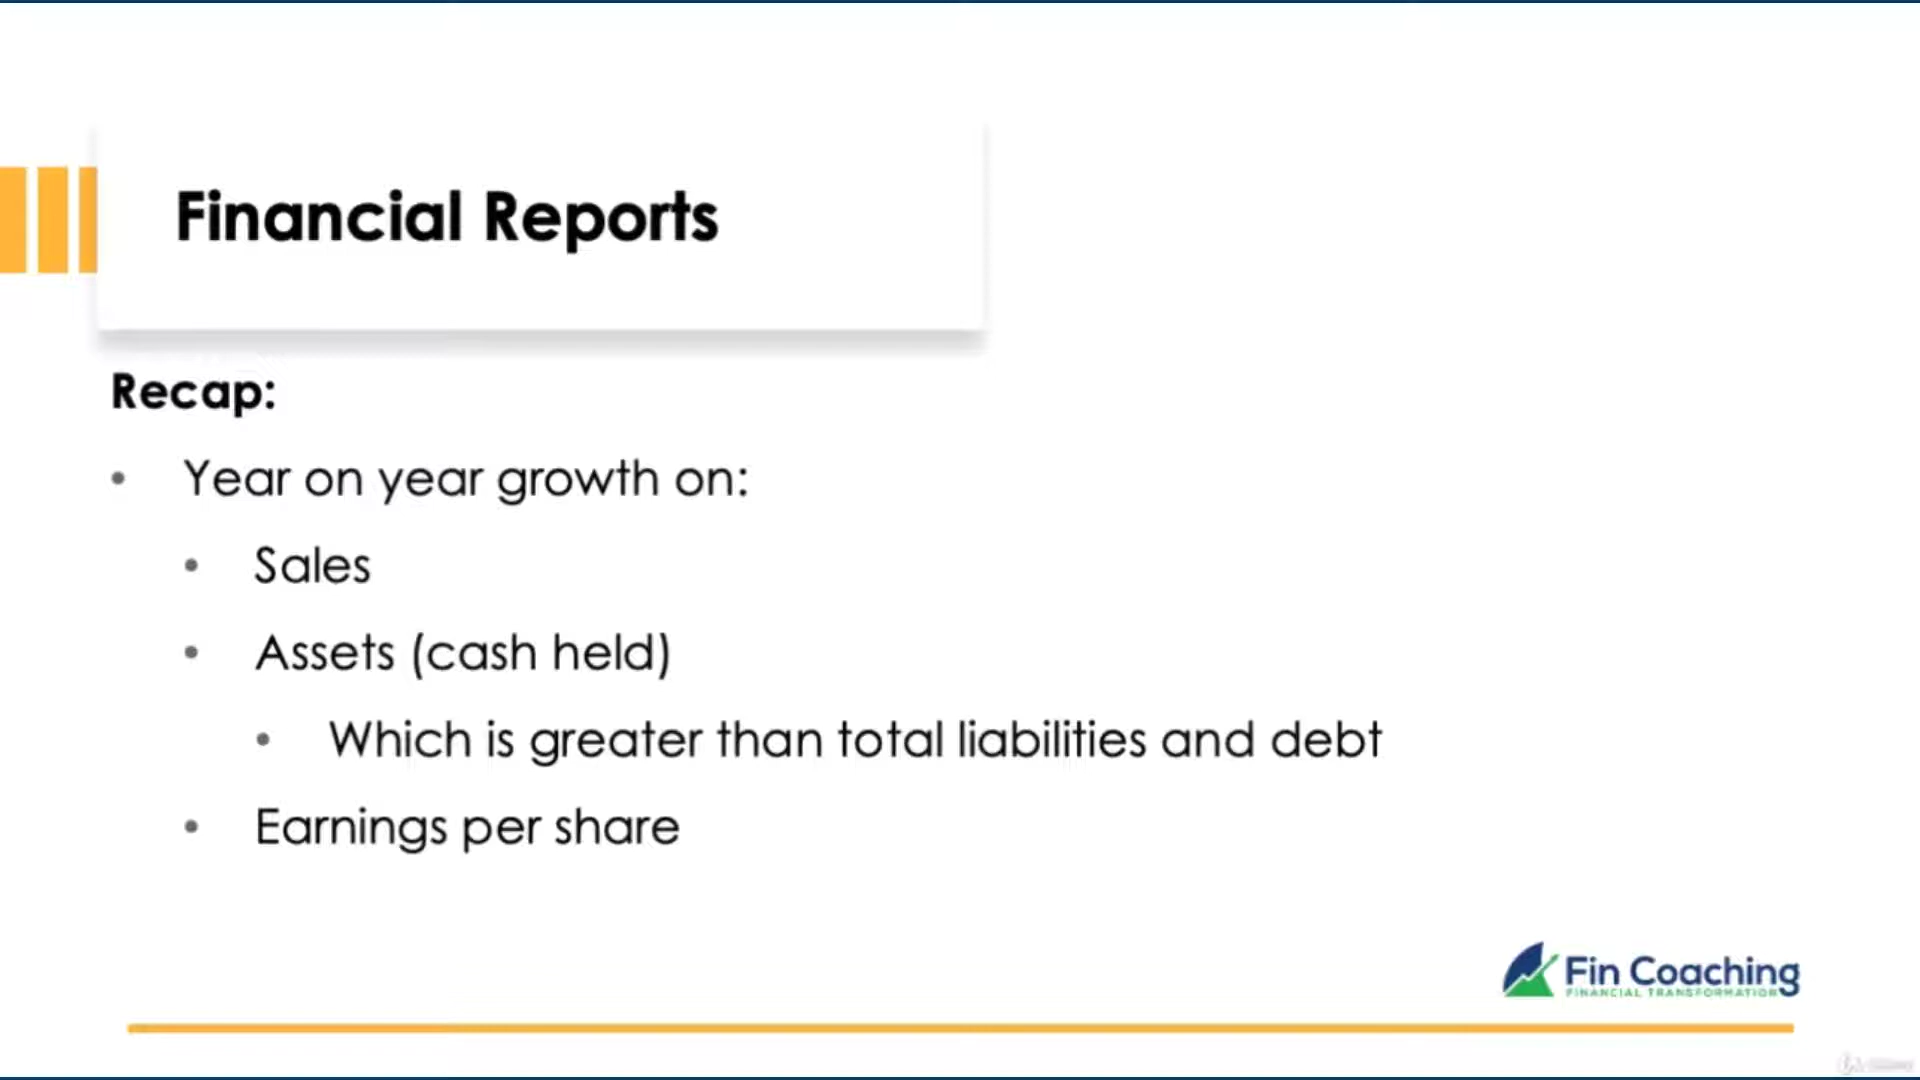 Financial Reports
Recap:
• Year on year growth on:
• Sales
• Assets (cash held)
• Which is greater than total liabilities and debt
• Earnings per share
Fin Coaching
FINANCIAL TRANSFORMATION